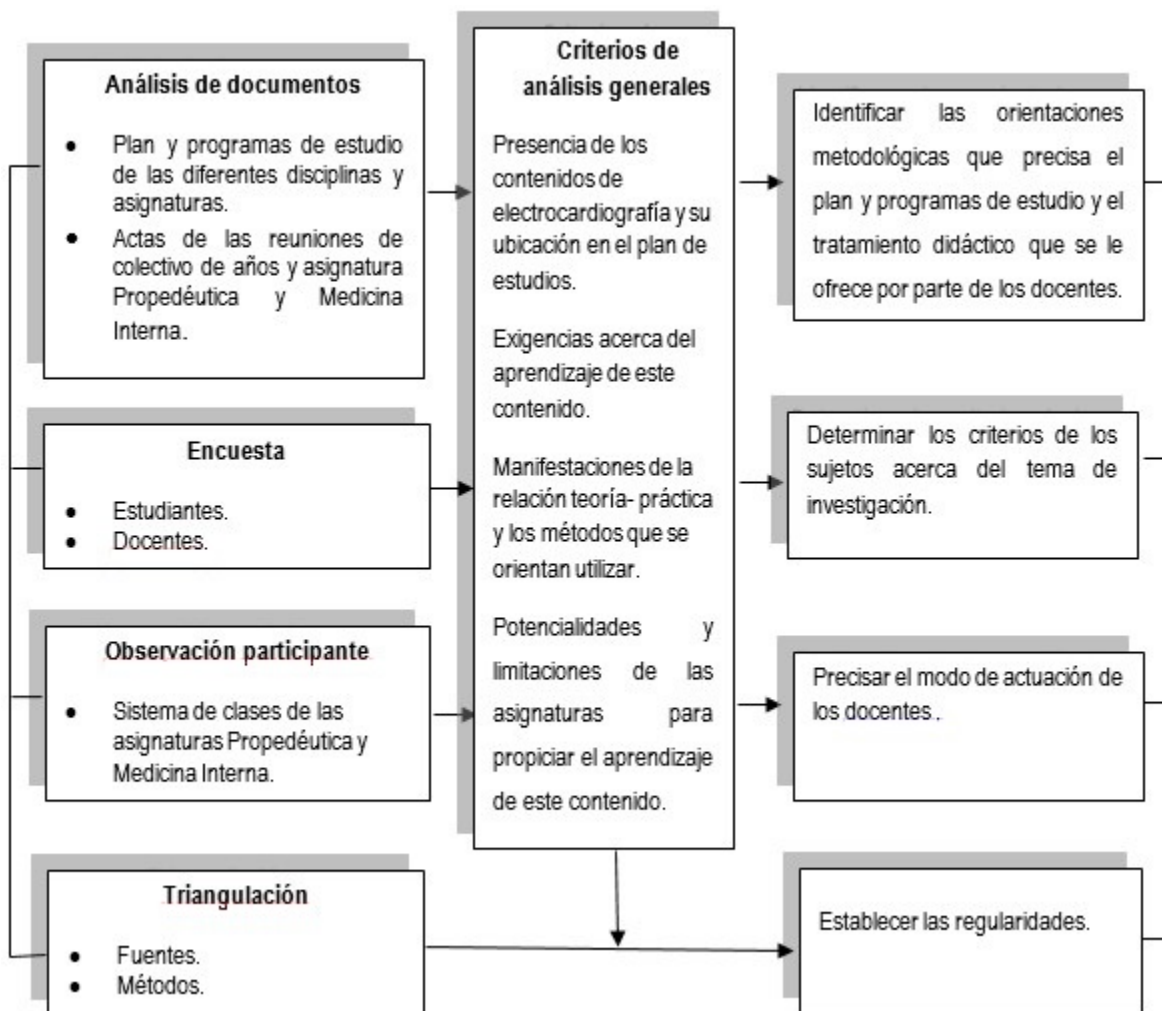 Análisis de documentos
● Plan y programas de estudio
de las diferentes disciplinas y
asignaturas.
● Actas de las reuniones de
colectivo de años y asignatura
Propedéutica y Medicina
Interna.
Encuesta
● Estudiantes.
● Docentes.
Observación participante
● Sistema de clases de las
asignaturas Propedéutica y
Medicina Interna.
Triangulación
● Fuentes.
● Métodos.
Criterios de
análisis generales
Presencia de los
contenidos de
electrocardiografía y su
ubicación en el plan de
estudios.
Exigencias acerca del
aprendizaje de este
contenido.
Manifestaciones de la
relación teoría- práctica
y los métodos que se
orientan utilizar.
Potencialidades y
limitaciones de las
asignaturas para
propiciar el aprendizaje
de este contenido.
Identificar las orientaciones
metodológicas que precisa el
plan y programas de estudio y el
tratamiento didáctico que se le
ofrece por parte de los docentes.
Determinar los criterios de los
sujetos acerca del tema de
investigación.
Precisar el modo de actuación de
los docentes.
Establecer las regularidades.